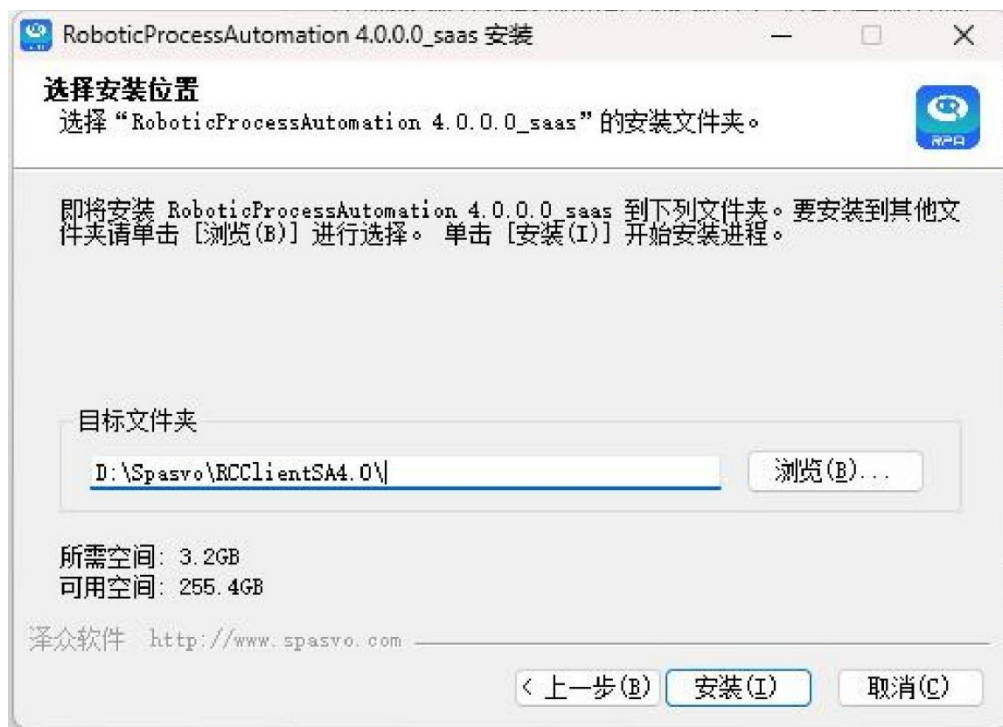 RoboticProcessAutomation 4.0.0.0_saas 安装
选择安装位置
选择“RoboticProcessAutomation 4.0.0.0_saas”的安装文件夹。
RPA
即将安装 RoboticProcessAutomation 4.0.0.0_saas 到下列文件夹。要安装到其他文
件夹请单击 [浏览(B)] 进行选择。 单击 [安装(I)] 开始安装进程。
目标文件夹
D:\Spasvo\RCClientSA4.0\
浏览(B)...
所需空间: 3.2GB
可用空间: 255.4GB
泽众软件 http://www.spasvo.com
< 上一步(B)
安装(I)
取消(C)